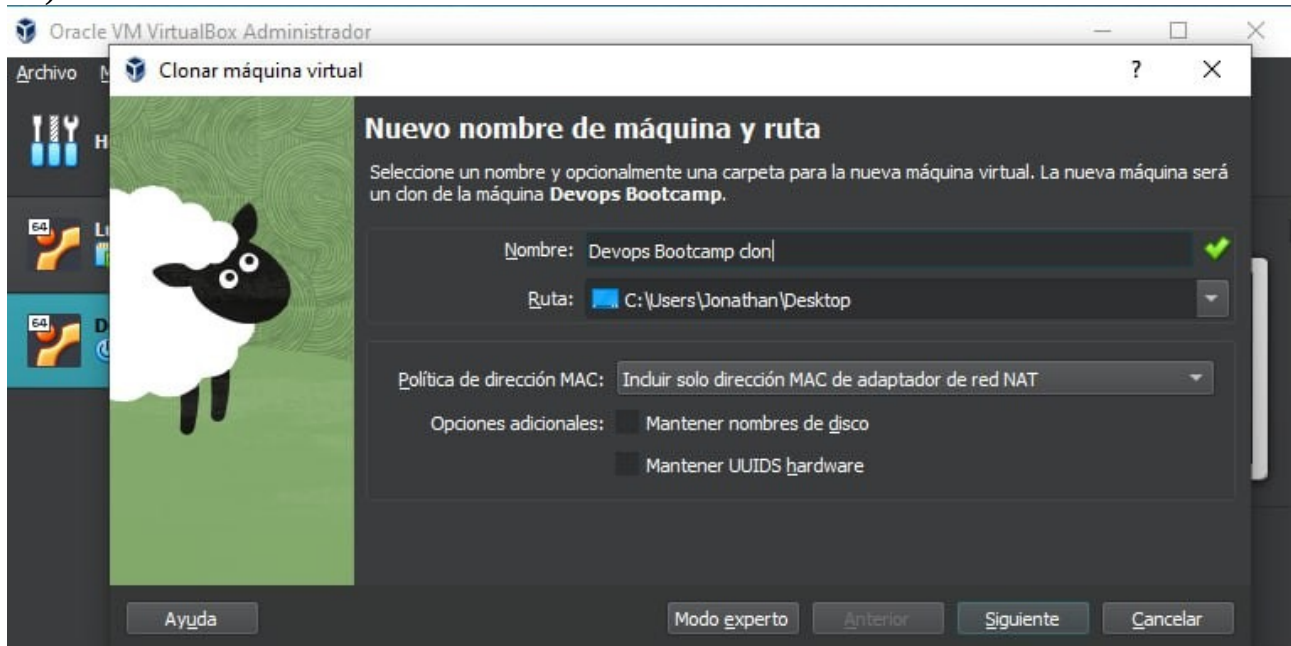 Oracle VM VirtualBox Administrador
Archivo
Clonar máquina virtual
?
Nuevo nombre de máquina y ruta
Seleccione un nombre y opcionalmente una carpeta para la nueva máquina virtual. La nueva máquina será
un clon de la máquina Devops Bootcamp.
Nombre: Devops Bootcamp clon
Ruta: C:\Users\Jonathan\Desktop
64
64
Política de dirección MAC: Incluir solo dirección MAC de adaptador de red NAT
Opciones adicionales: Mantener nombres de disco
Mantener UUIDS hardware
Ayuda
Modo experto
Anterior
Siguiente
Cancelar